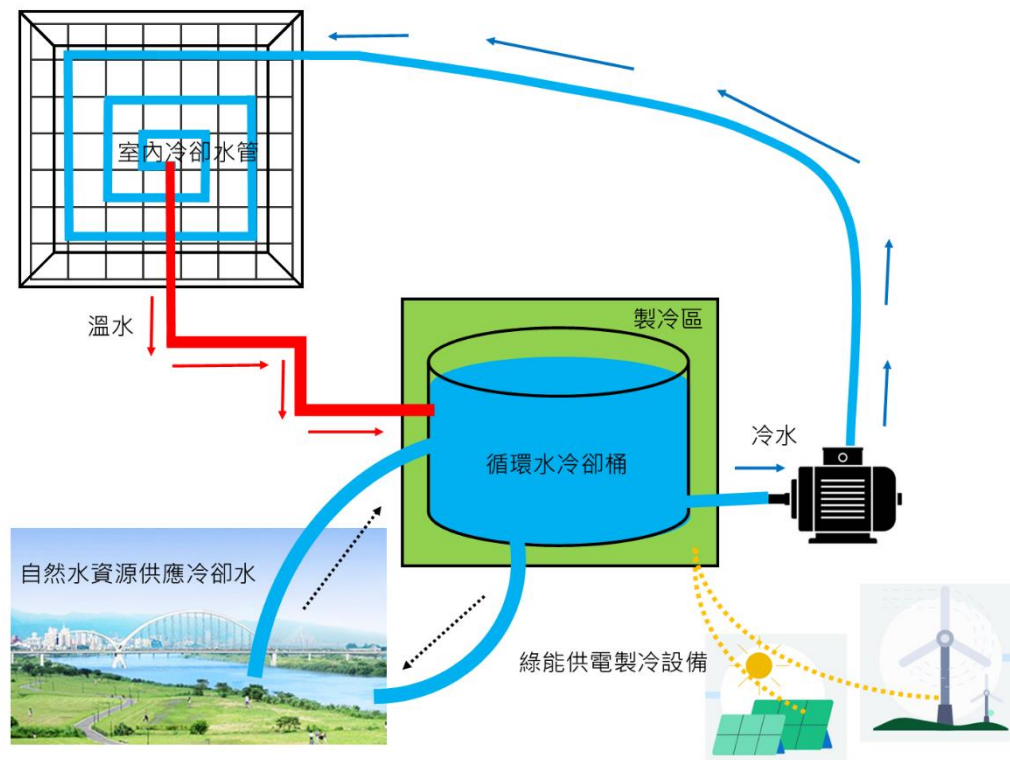 室內冷卻水管
溫水
製冷區
循環水冷卻桶
冷水
自然水資源供應冷卻水
綠能供電製冷設備